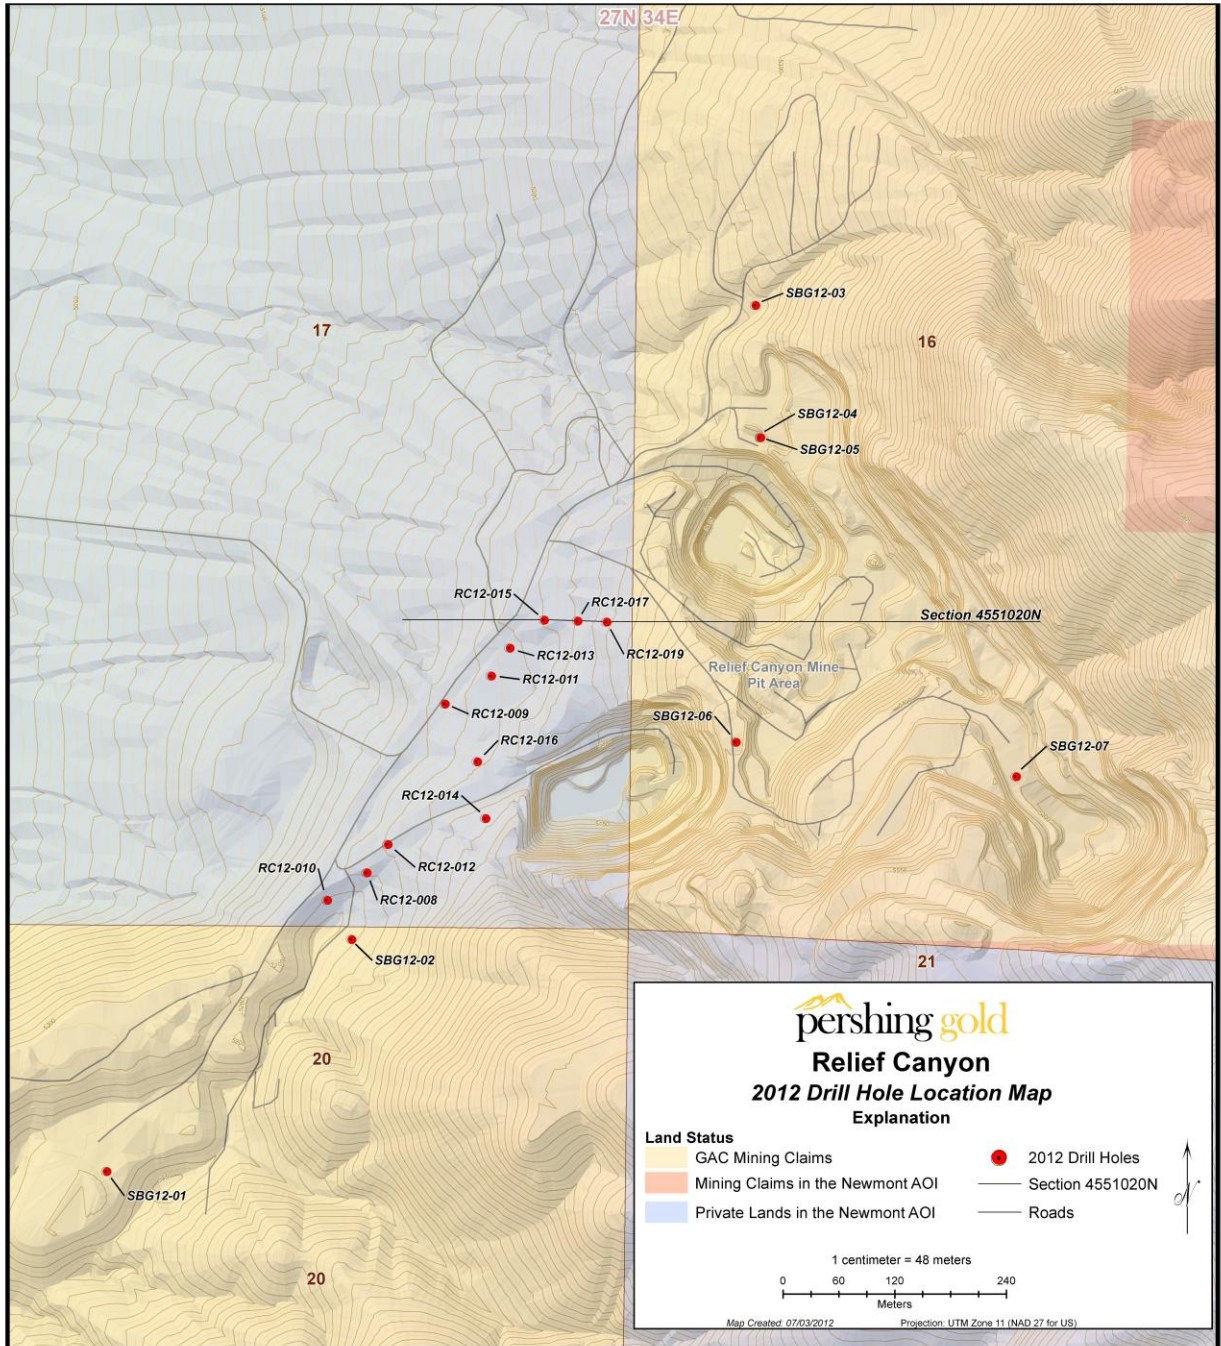 27N 34E
SBG12-03
17
16
SBG12-04
SBG12-05
RC12-015
RC12-017
Section 4551020N
RC12-013
RC12-019
Relief Canyon Mine
Pit Area
RC12-011
RC12-009
SBG12-06
RC12-016
SBG12-07
RC12-014
RC12-012
RC12-010
RC12-008
SBG12-02
21
20
SBG12-01
20
pershing gold
Relief Canyon
2012 Drill Hole Location Map
Explanation
Land Status
GAC Mining Claims
Mining Claims in the Newmont AOI
Private Lands in the Newmont AOI
2012 Drill Holes
Section 4551020N
Roads
N
1 centimeter = 48 meters
0 60 120 240
Meters
Map Created: 07/03/2012
Projection: UTM Zone 11 (NAD 27 for US)